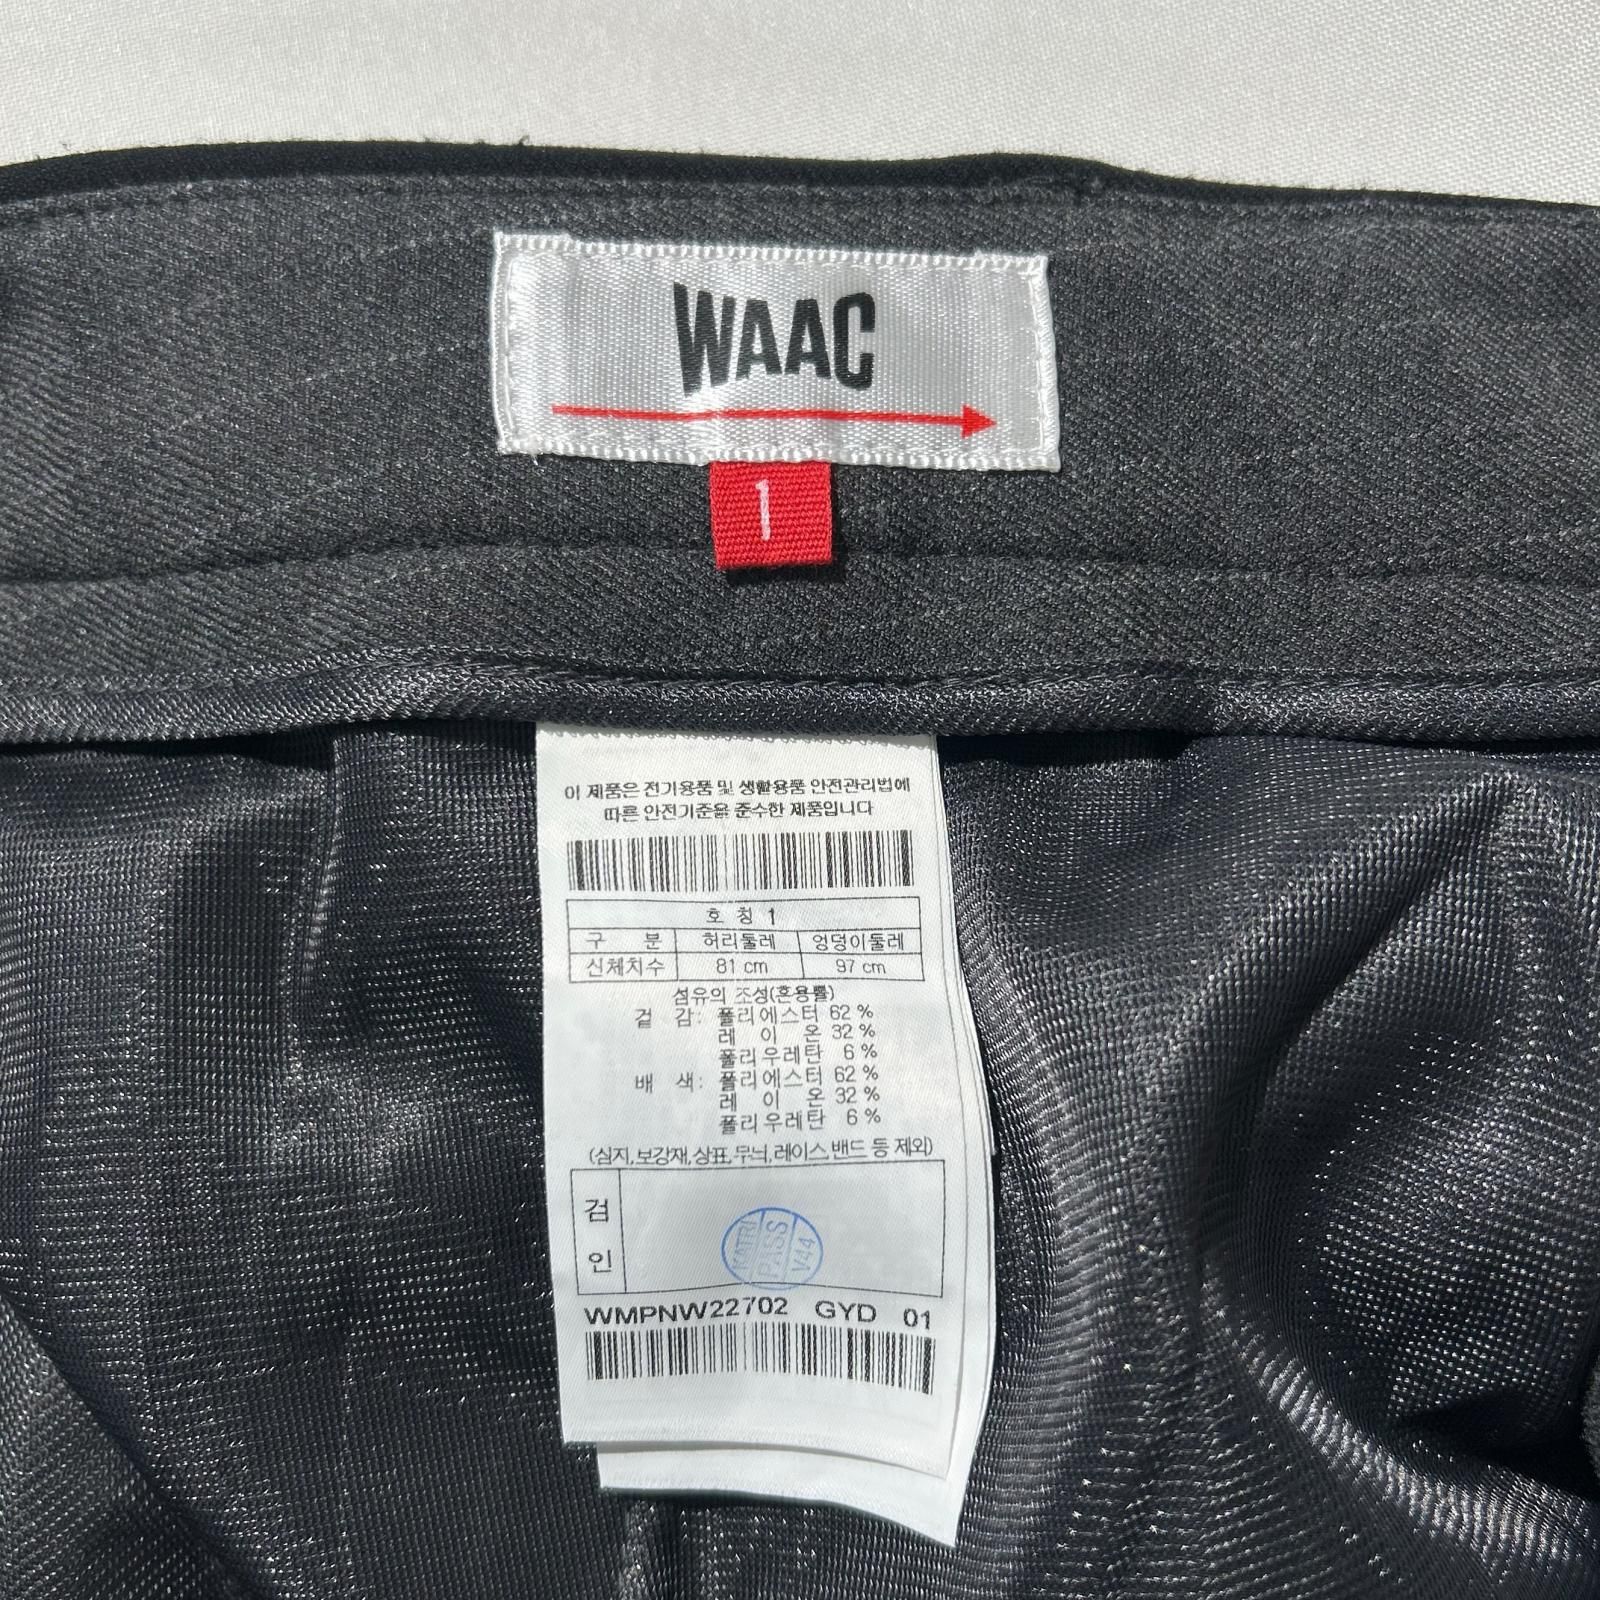 WAAC
1
이 제품은 전기용품 및 생활용품 안전관리법에
따른 안전기준을 준수한 제품입니다
호 칭 1
구 분 허리둘레 엉덩이둘레
신체치수 81 cm 97 cm
섬유의 조성(혼용률)
겉 감: 폴리에스터 62 %
레 이 온 32 %
폴리우레탄 6 %
배 색: 폴리에스터 62 %
레 이 온 32 %
폴리우레탄 6 %
(심지,보강재,상표,무늬,레이스,밴드 등 제외)
검
인
KATRI
PASS
V44
WMPNW22702 GYD 01